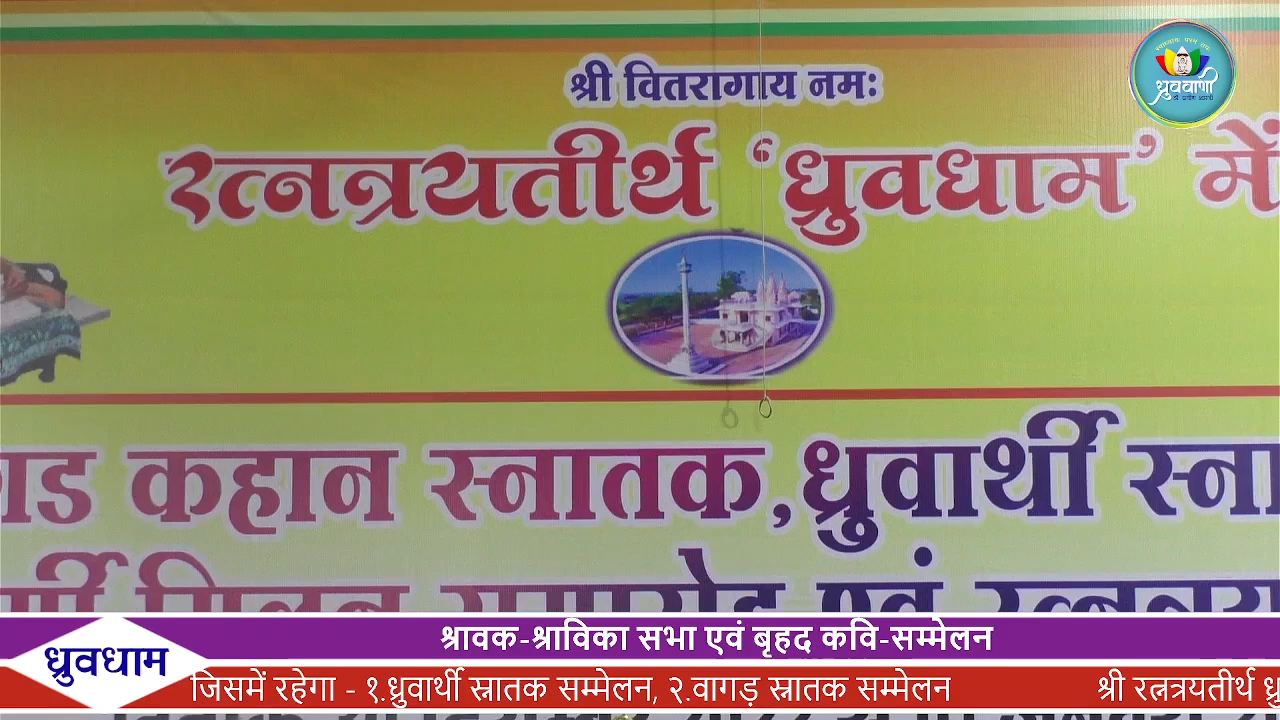 श्री वितरागाय नमः
रत्नत्रयतीर्थ 'ध्रुवधाम' में
ध्रुववाणी
कहान स्नातक,ध्रुवार्थी
एवं
श्रावक-श्राविका सभा एवं बृहद कवि-सम्मेलन
ध्रुवधाम
जिसमें रहेगा - १.ध्रुवार्थी स्नातक सम्मेलन, २.वागड़ स्नातक सम्मेलन श्री रत्नत्रयतीर्थ